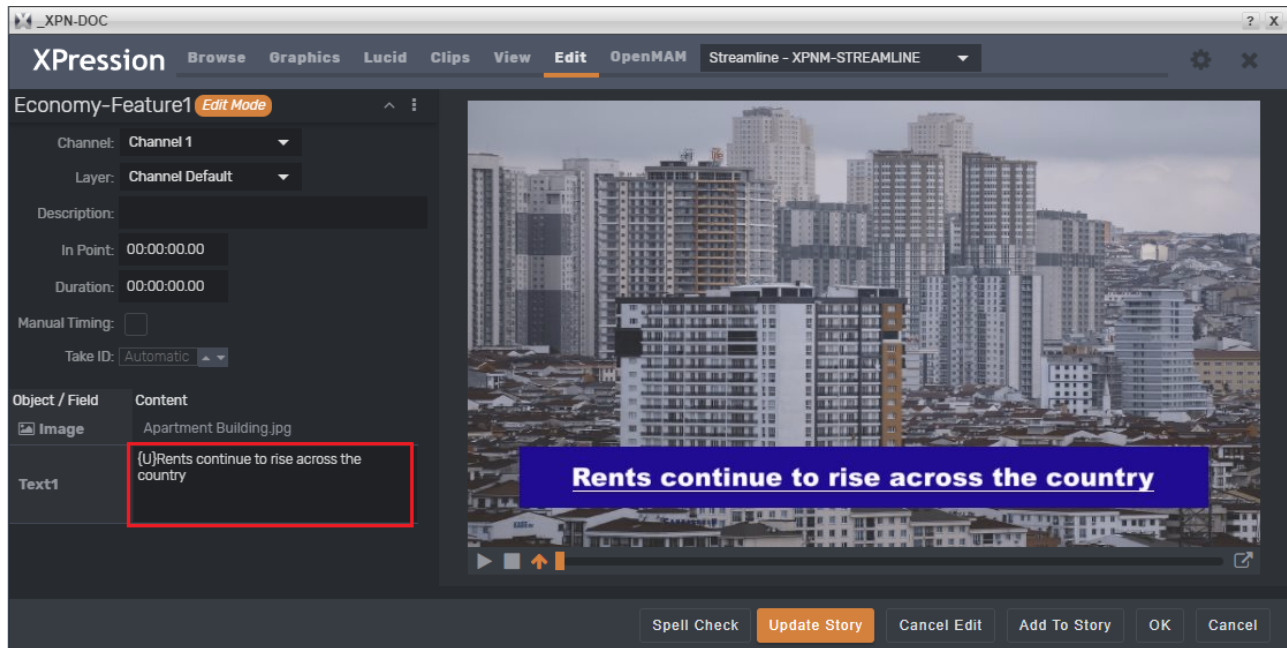 _XPN-DOC ? X
XPression Browse Graphics Lucid Clips View Edit OpenMAM Streamline - XPNM-STREAMLINE
Economy-Feature1 Edit Mode
Channel: Channel 1
Layer: Channel Default
Description:
In Point: 00:00:00.00
Duration: 00:00:00.00
Manual Timing:
Take ID: Automatic
Object / Field Content
Image Apartment Building.jpg
Text1 {U}Rents continue to rise across the
country
Rents continue to rise across the country
Spell Check Update Story Cancel Edit Add To Story OK Cancel